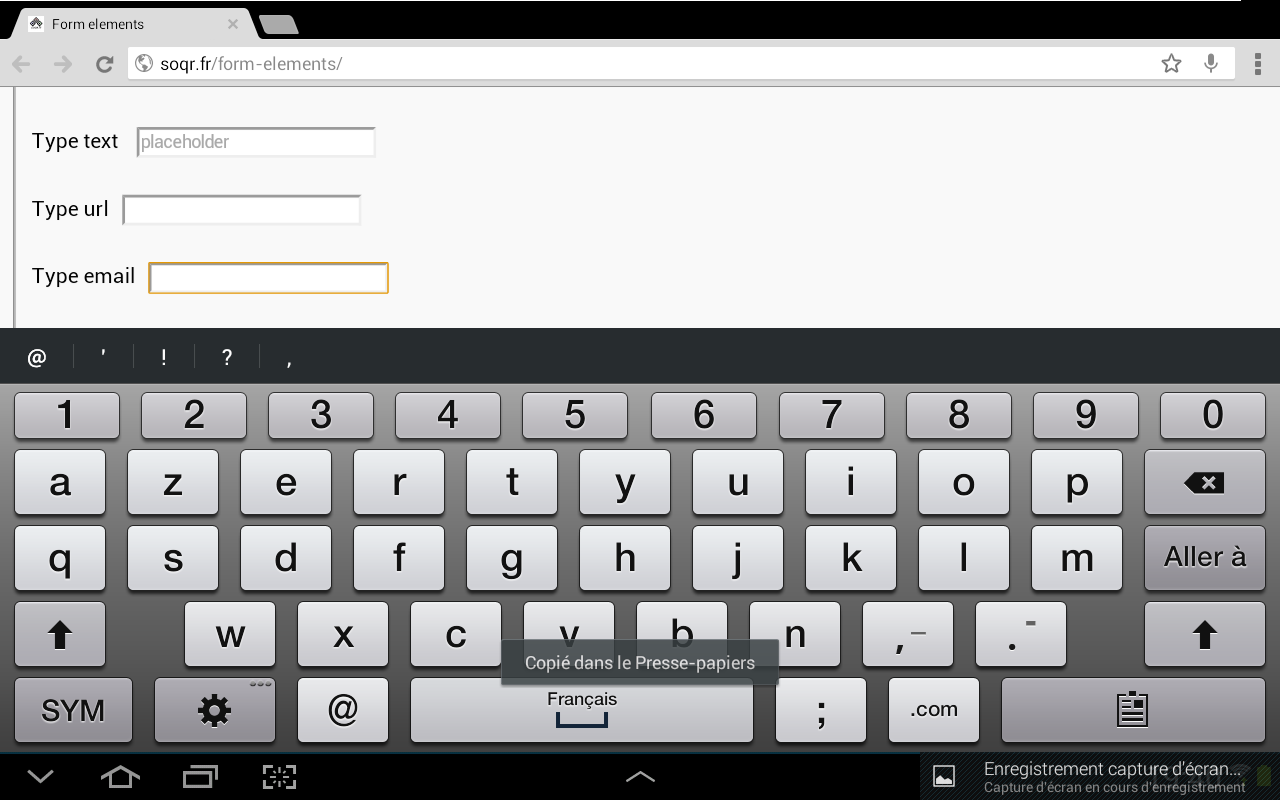 Form elements
soqr.fr/form-elements/
Type text placeholder
Type url
Type email
@ ' ! ? ,
1 2 3 4 5 6 7 8 9 0
a z e r t y u i o p
q s d f g h j k l m Aller à
w x c v b n , – . -
Copié dans le Presse-papiers
SYM @ Français ; .com
Enregistrement capture d'écran...
Capture d'écran en cours d'enregistrement